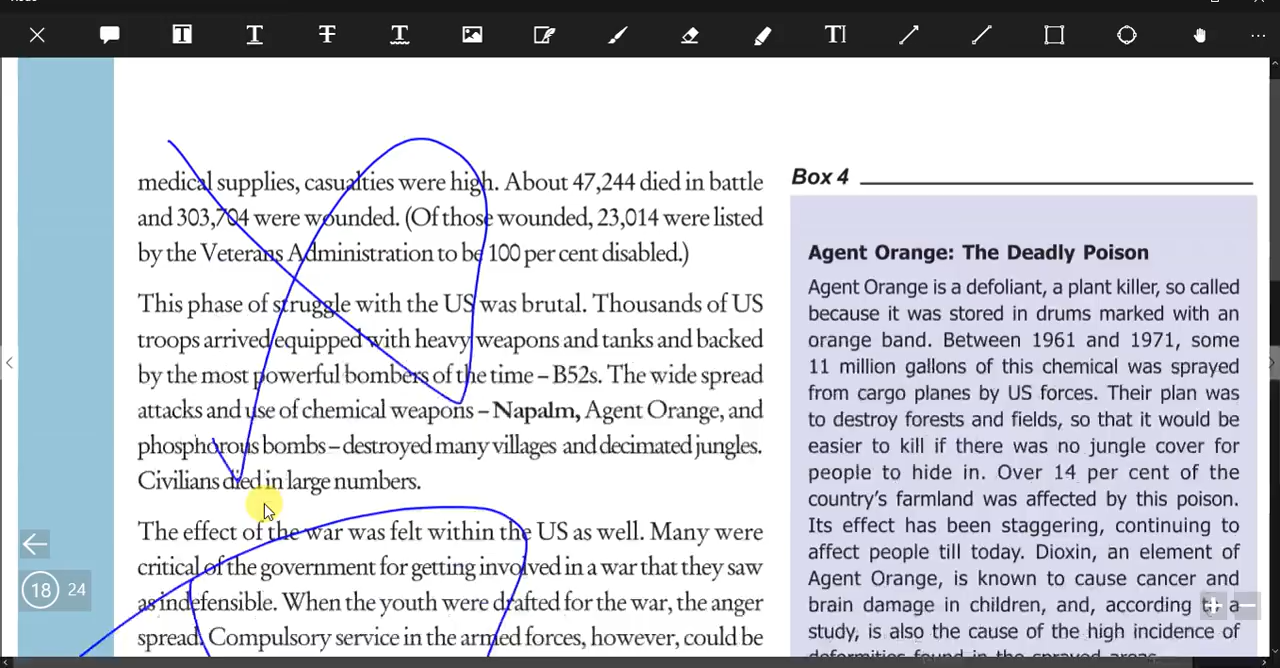 medical supplies, casualties were high. About 47,244 died in battle
and 303,704 were wounded. (Of those wounded, 23,014 were listed
by the Veterans Administration to be 100 per cent disabled.)
This phase of struggle with the US was brutal. Thousands of US
troops arrived equipped with heavy weapons and tanks and backed
by the most powerful bombers of the time – B52s. The wide spread
attacks and use of chemical weapons – Napalm, Agent Orange, and
phosphorous bombs – destroyed many villages and decimated jungles.
Civilians died in large numbers.
The effect of the war was felt within the US as well. Many were
critical of the government for getting involved in a war that they saw
as indefensible. When the youth were drafted for the war, the anger
spread. Compulsory service in the armed forces, however, could be
Box 4
Agent Orange: The Deadly Poison
Agent Orange is a defoliant, a plant killer, so called
because it was stored in drums marked with an
orange band. Between 1961 and 1971, some
11 million gallons of this chemical was sprayed
from cargo planes by US forces. Their plan was
to destroy forests and fields, so that it would be
easier to kill if there was no jungle cover for
people to hide in. Over 14 per cent of the
country's farmland was affected by this poison.
Its effect has been staggering, continuing to
affect people till today. Dioxin, an element of
Agent Orange, is known to cause cancer and
brain damage in children, and, according to a
study, is also the cause of the high incidence of
deformities found in the sprayed areas.
18 24